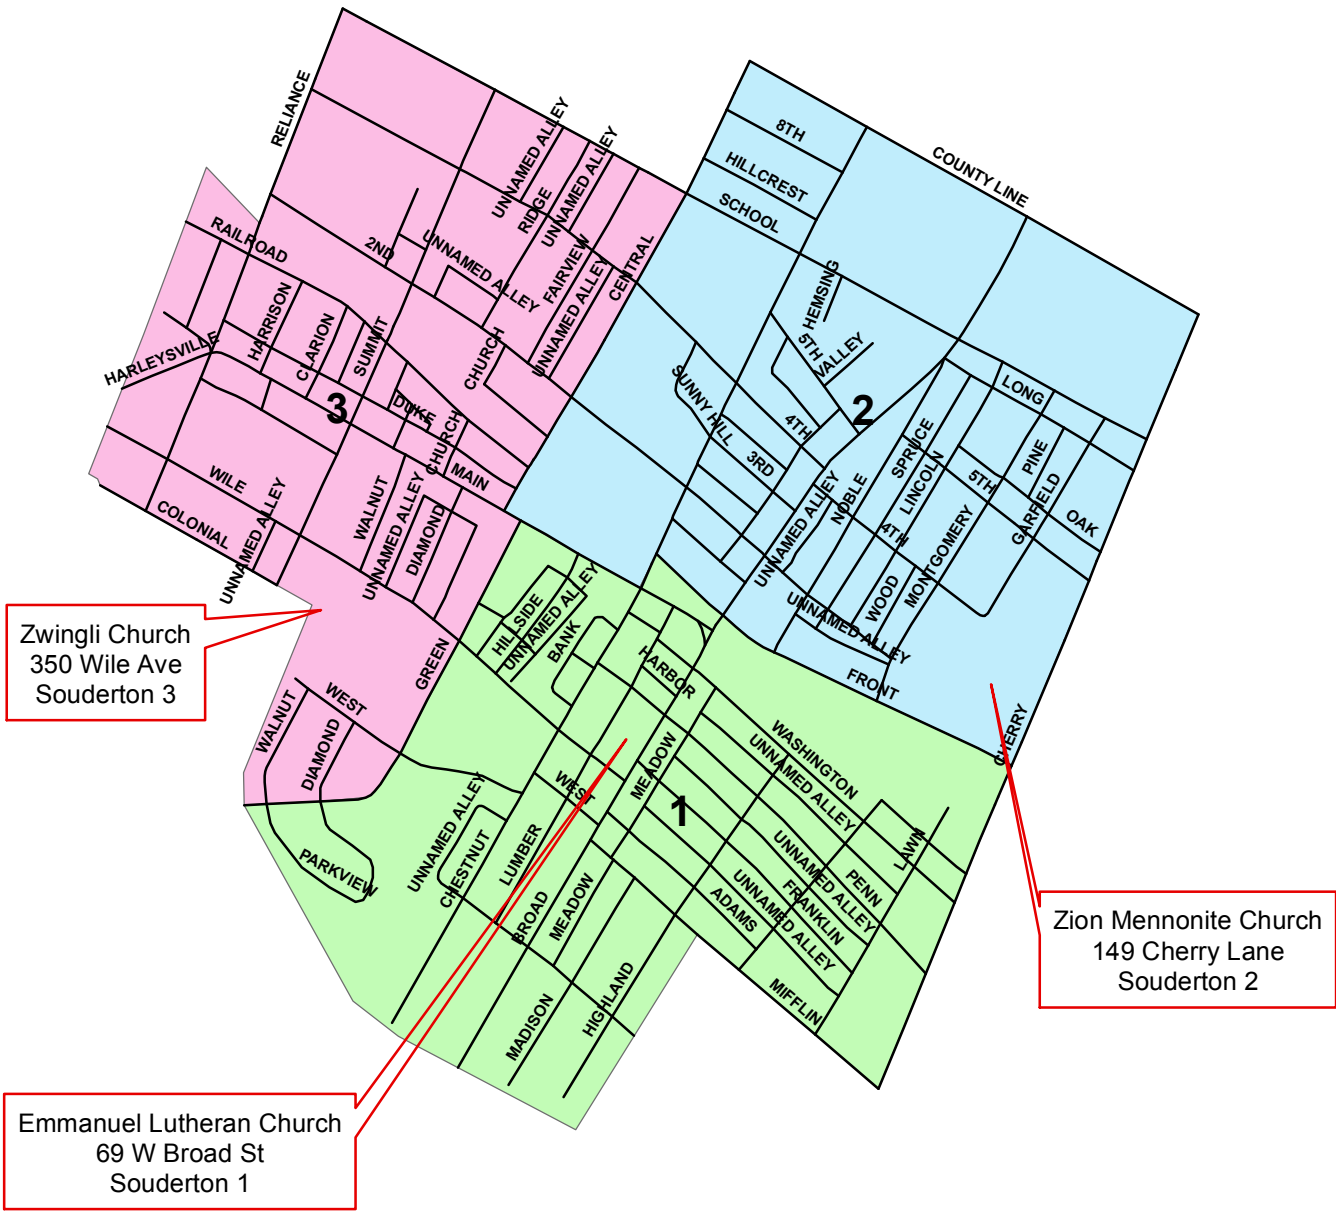 RELIANCE
UNNAMED ALLEY
RIDGE
UNNAMED ALLEY
8TH
HILLCREST
SCHOOL
COUNTY LINE
RAILROAD
2ND
UNNAMED ALLEY
FAIRVIEW
UNNAMED ALLEY
CENTRAL
HEMSING
5TH
VALLEY
HARLEYSVILLE
HARRISON
CLARION
SUMMIT
CHURCH
3
DUKE
CHURCH
MAIN
SUNNY HILL
4TH
3RD
2
LONG
SPRUCE
LINCOLN
5TH
PINE
GARFIELD
OAK
WILE
COLONIAL
UNNAMED ALLEY
WALNUT
UNNAMED ALLEY
DIAMOND
UNNAMED ALLEY
NOBLE
4TH
WOOD
MONTGOMERY
UNNAMED ALLEY
FRONT
CHERRY
HILLSIDE
UNNAMED ALLEY
BANK
HARBOR
GREEN
Zwingli Church
350 Wile Ave
Souderton 3
WALNUT
WEST
DIAMOND
PARKVIEW
UNNAMED ALLEY
CHESTNUT
LUMBER
WEST
MEADOW
1
WASHINGTON
UNNAMED ALLEY
LAWN
PENN
UNNAMED ALLEY
FRANKLIN
UNNAMED ALLEY
ADAMS
MIFFLIN
BROAD
MEADOW
MADISON
HIGHLAND
Zion Mennonite Church
149 Cherry Lane
Souderton 2
Emmanuel Lutheran Church
69 W Broad St
Souderton 1